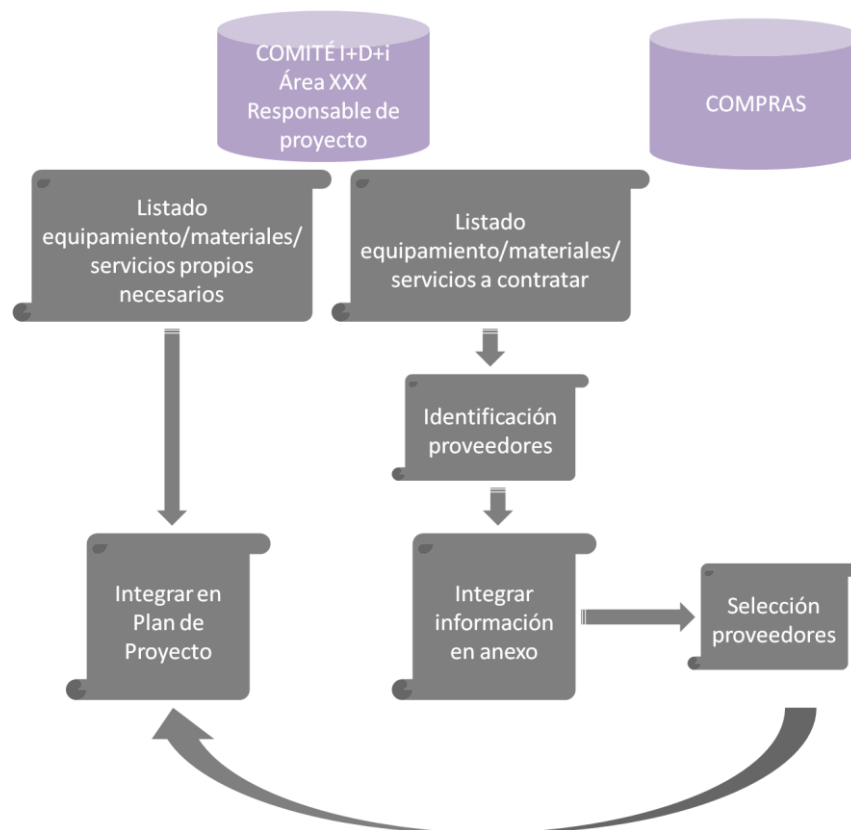 COMITÉ I+D+i
Área XXX
Responsable de
proyecto
COMPRAS
Listado
equipamiento/materiales/
servicios propios
necesarios
Listado
equipamiento/materiales/
servicios a contratar
Identificación
proveedores
Integrar en
Plan de
Proyecto
Integrar
información
en anexo
Selección
proveedores